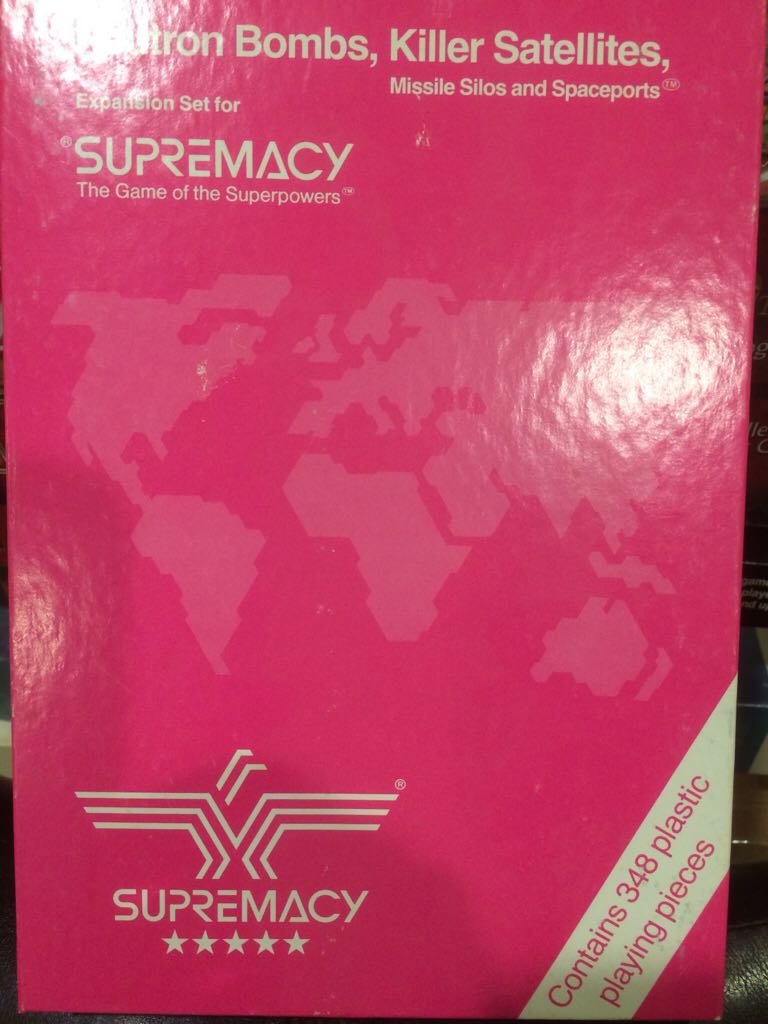 Bombs, Killer Satellites,
Missile Silos and Spaceports™
Expansion Set for
®SUPREMACY
The Game of the Superpowers™
®
SUPREMACY
★★★★★
Contains 348 plastic
playing pieces